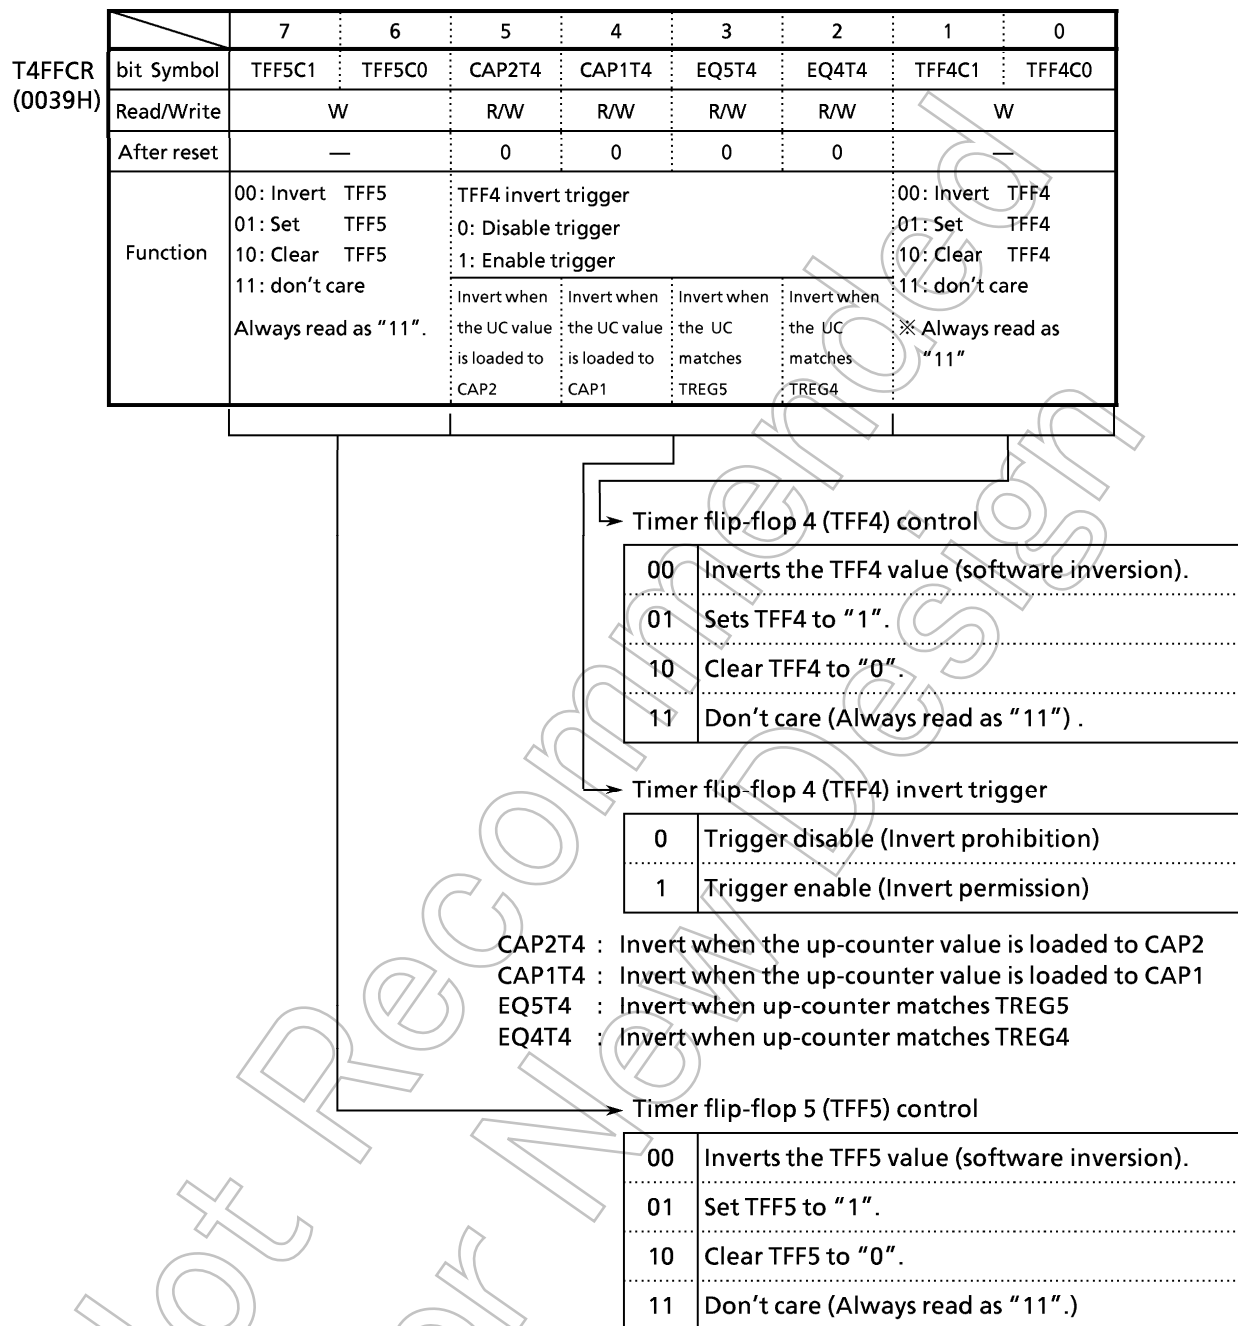 7 6 5 4 3 2 1 0
T4FFCR bit Symbol TFF5C1 TFF5C0 CAP2T4 CAP1T4 EQ5T4 EQ4T4 TFF4C1 TFF4C0
(0039H) Read/Write W R/W R/W R/W R/W W
After reset — 0 0 0 0 —
Function
00: Invert TFF5
01: Set TFF5
10: Clear TFF5
11: don't care
Always read as "11".
TFF4 invert trigger
0: Disable trigger
1: Enable trigger
Invert when
the UC value
is loaded to
CAP2
Invert when
the UC value
is loaded to
CAP1
Invert when
the UC
matches
TREG5
Invert when
the UC
matches
TREG4
00: Invert TFF4
01: Set TFF4
10: Clear TFF4
11: don't care
※ Always read as
"11"
Timer flip-flop 4 (TFF4) control
00 Inverts the TFF4 value (software inversion).
01 Sets TFF4 to "1".
10 Clear TFF4 to "0".
11 Don't care (Always read as "11") .
Timer flip-flop 4 (TFF4) invert trigger
0 Trigger disable (Invert prohibition)
1 Trigger enable (Invert permission)
CAP2T4 : Invert when the up-counter value is loaded to CAP2
CAP1T4 : Invert when the up-counter value is loaded to CAP1
EQ5T4 : Invert when up-counter matches TREG5
EQ4T4 : Invert when up-counter matches TREG4
Timer flip-flop 5 (TFF5) control
00 Inverts the TFF5 value (software inversion).
01 Set TFF5 to "1".
10 Clear TFF5 to "0".
11 Don't care (Always read as "11".)
Not Recommended
for New Design